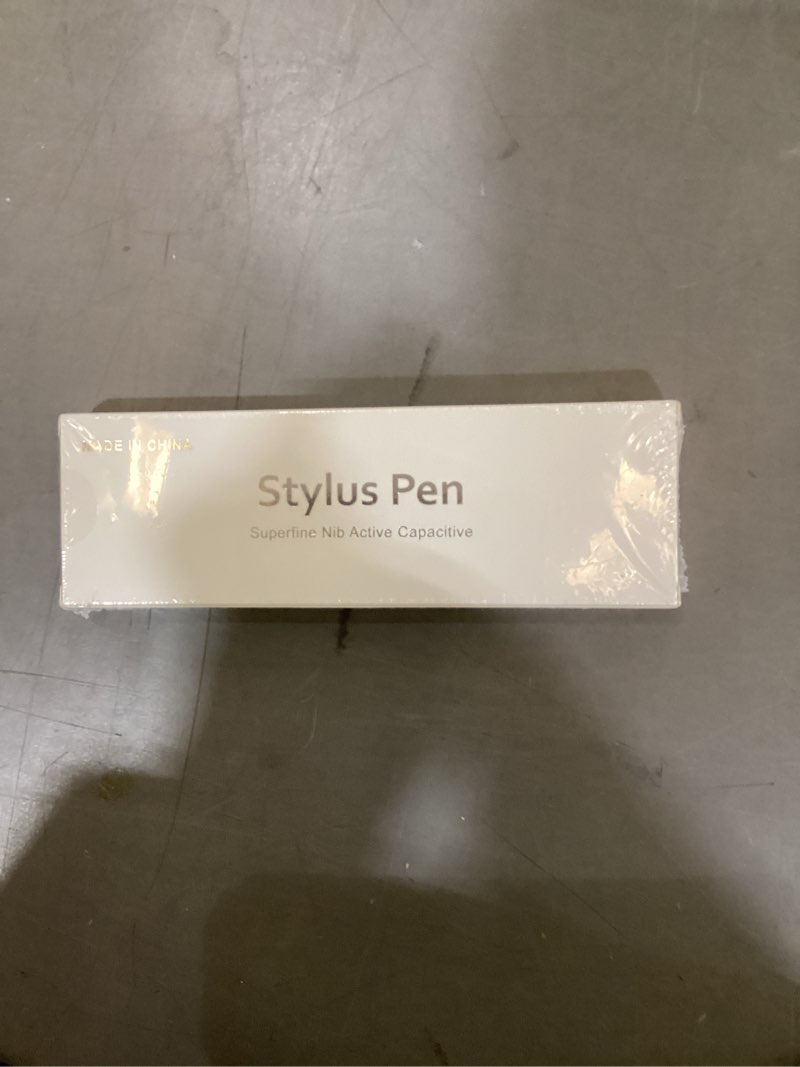 MADE IN CHINA
Stylus Pen
Superfine Nib Active Capacitive